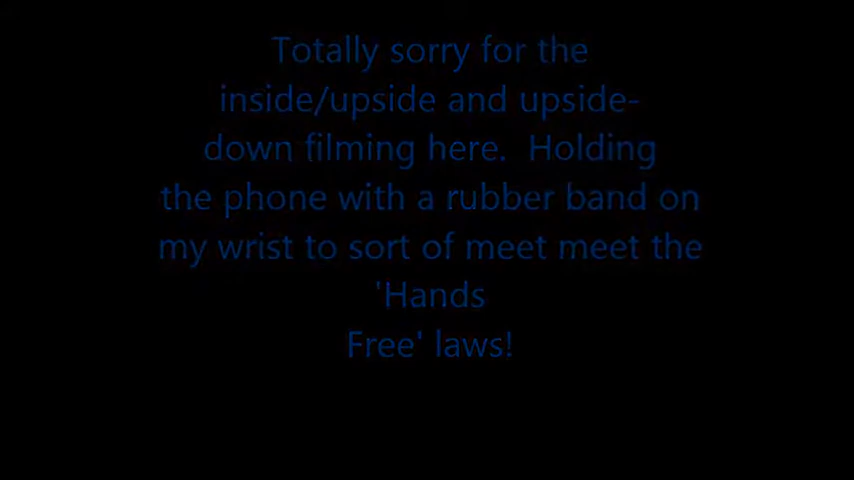 Totally sorry for the
inside/upside and upside-
down filming here.  Holding
the phone with a rubber band on
my wrist to sort of meet meet the
'Hands
Free' laws!